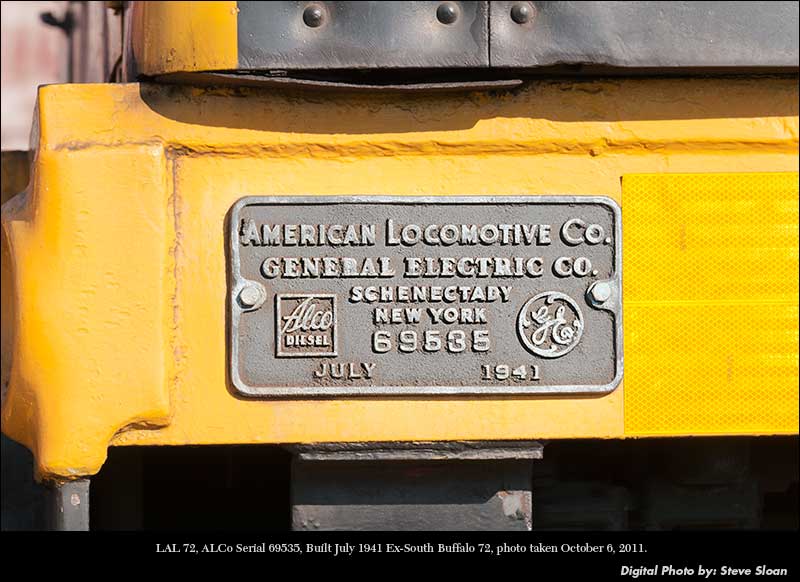 AMERICAN LOCOMOTIVE CO.
GENERAL ELECTRIC CO.
SCHENECTADY
NEW YORK
Alco
DIESEL
69535
GE
JULY 1941
LAL 72, ALCo Serial 69535, Built July 1941 Ex-South Buffalo 72, photo taken October 6, 2011.
Digital Photo by: Steve Sloan